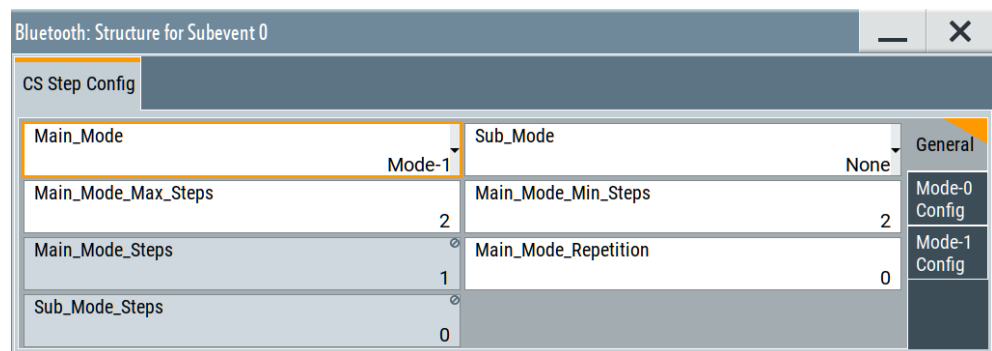 Bluetooth: Structure for Subevent 0
CS Step Config
Main_Mode
Mode-1
Sub_Mode
None
General
Main_Mode_Max_Steps
2
Main_Mode_Min_Steps
2
Mode-0
Config
Main_Mode_Steps
1
Main_Mode_Repetition
0
Mode-1
Config
Sub_Mode_Steps
0